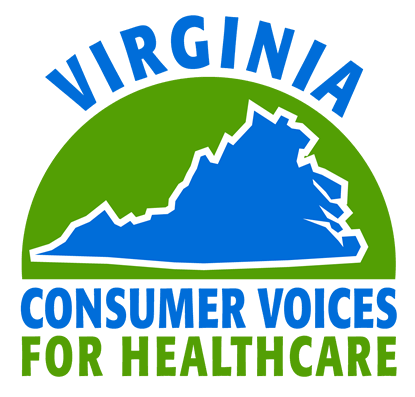 VIRGINIA
CONSUMER VOICES
FOR HEALTHCARE